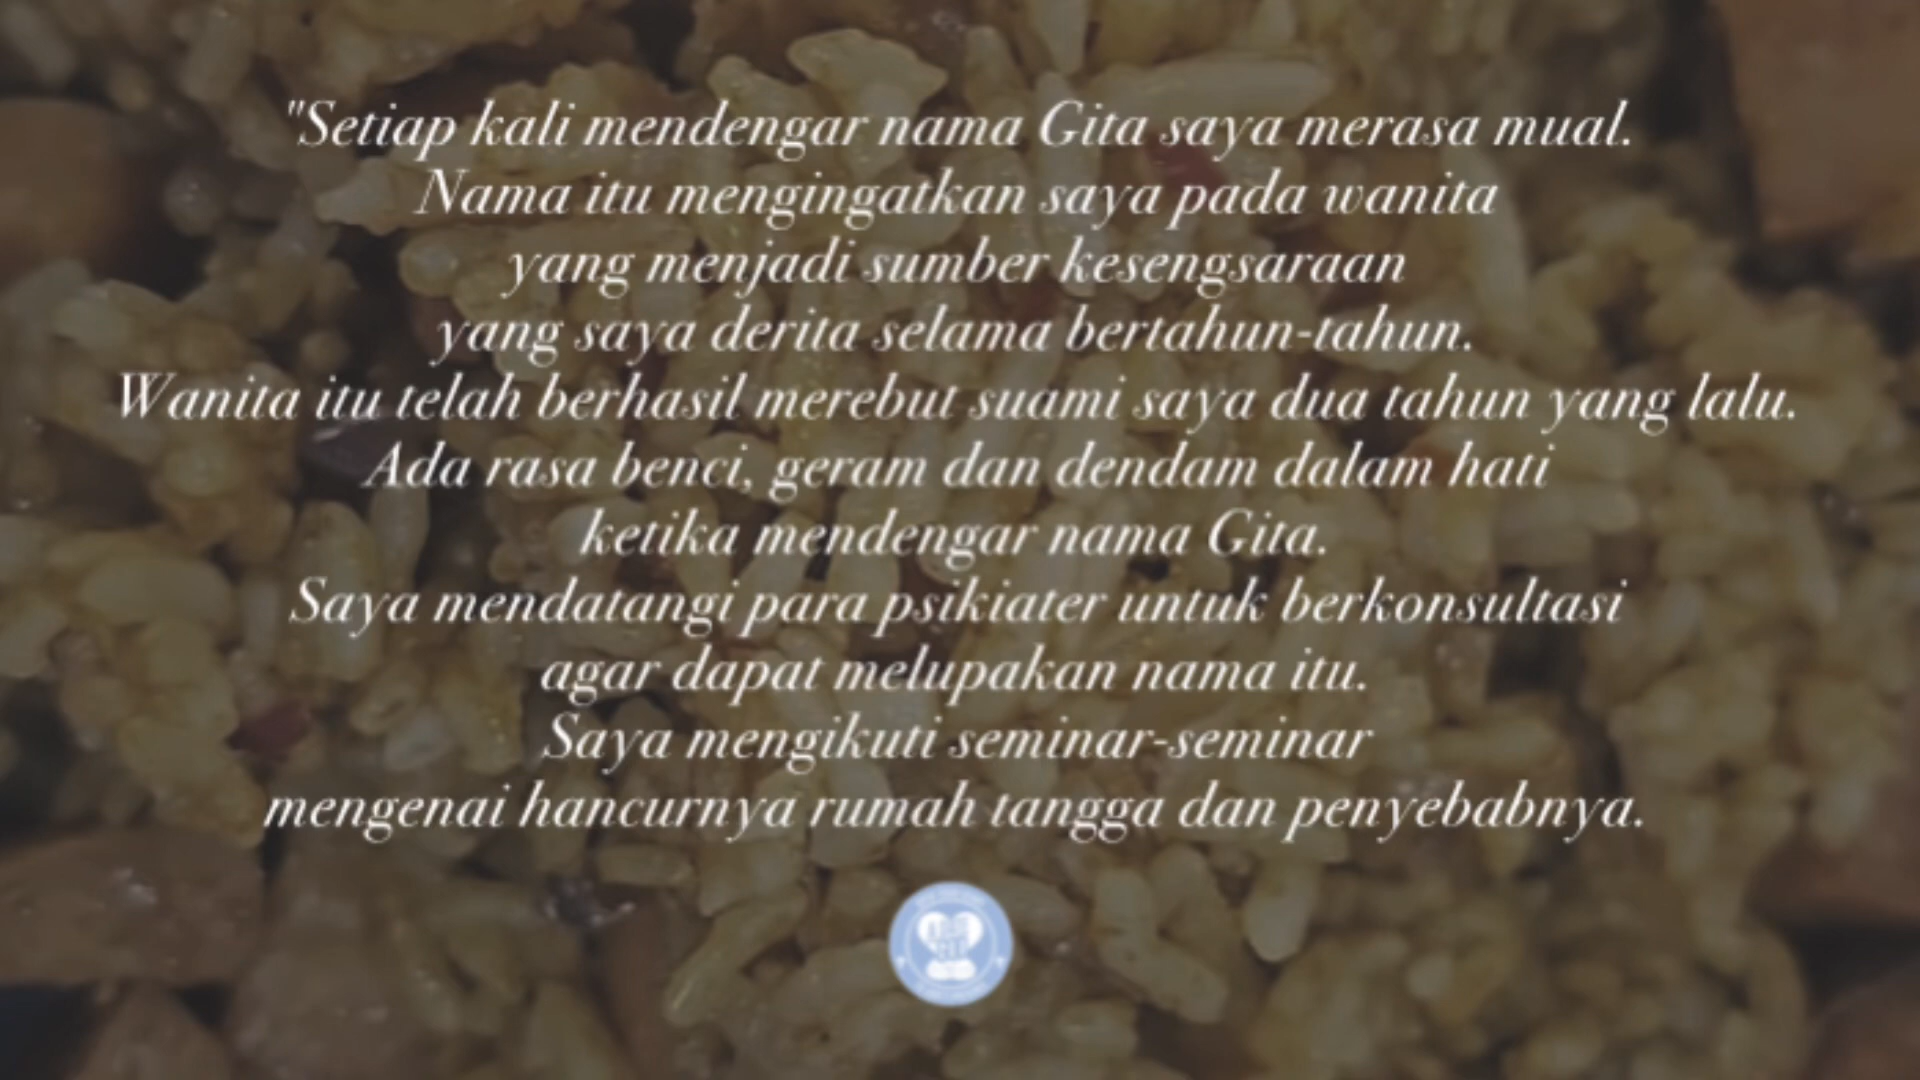 "Setiap kali mendengar nama Gita saya merasa mual.
Nama itu mengingatkan saya pada wanita
yang menjadi sumber kesengsaraan
yang saya derita selama bertahun-tahun.
Wanita itu telah berhasil merebut suami saya dua tahun yang lalu.
Ada rasa benci, geram dan dendam dalam hati
ketika mendengar nama Gita.
Saya mendatangi para psikiater untuk berkonsultasi
agar dapat melupakan nama itu.
Saya mengikuti seminar-seminar
mengenai hancurnya rumah tangga dan penyebabnya.